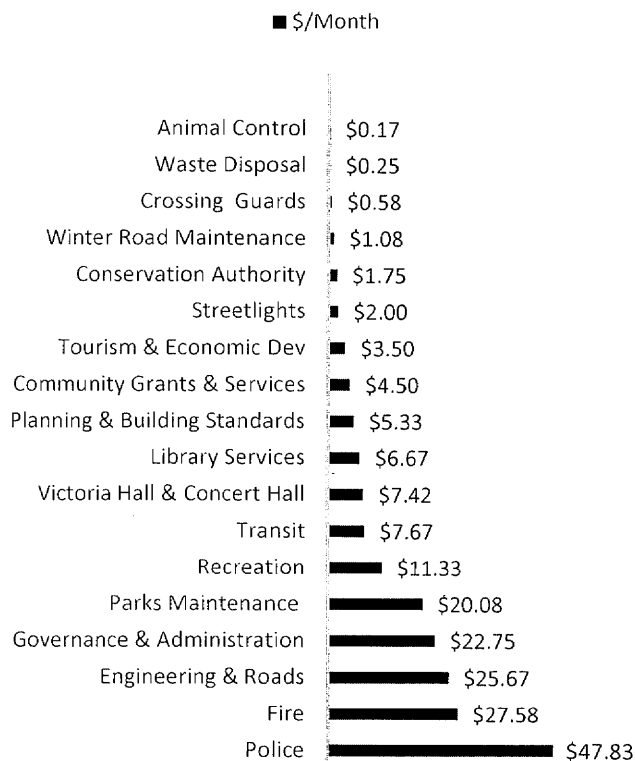 $/Month
Animal Control $0.17
Waste Disposal $0.25
Crossing Guards $0.58
Winter Road Maintenance $1.08
Conservation Authority $1.75
Streetlights $2.00
Tourism & Economic Dev $3.50
Community Grants & Services $4.50
Planning & Building Standards $5.33
Library Services $6.67
Victoria Hall & Concert Hall $7.42
Transit $7.67
Recreation $11.33
Parks Maintenance $20.08
Governance & Administration $22.75
Engineering & Roads $25.67
Fire $27.58
Police $47.83